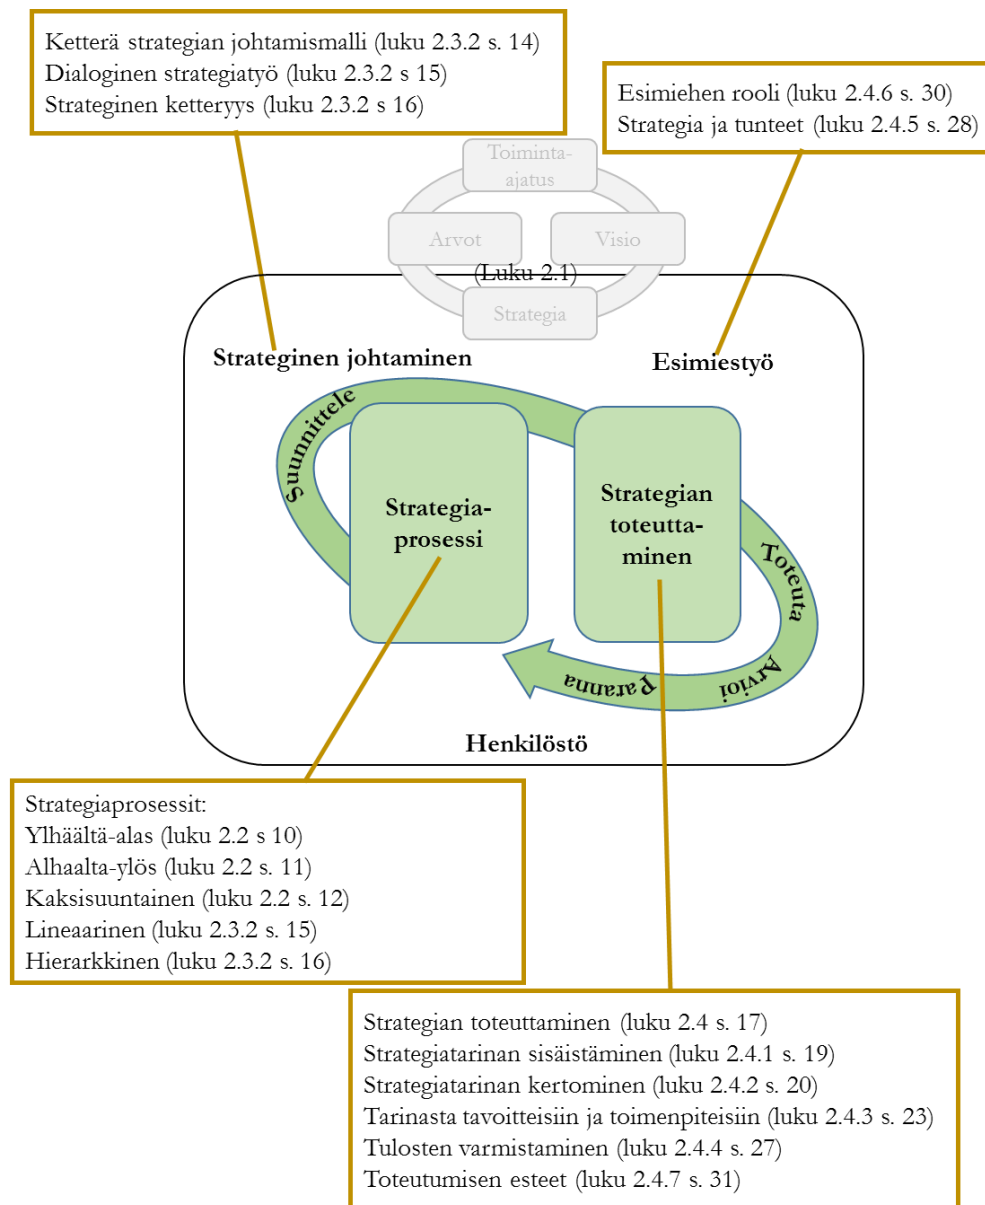 Ketterä strategian johtamismalli (luku 2.3.2 s. 14)
Dialoginen strategiatyö (luku 2.3.2 s 15)
Strateginen ketteryys (luku 2.3.2 s 16)
Esimiehen rooli (luku 2.4.6 s. 30)
Strategia ja tunteet (luku 2.4.5 s. 28)
Toiminta-
ajatus
Arvot
Visio
(Luku 2.1)
Strategia
Strateginen johtaminen
Esimiestyö
Suunnittele
Strategia-
prosessi
Strategian
toteutta-
minen
Toteuta
Arvioi
Paranna
Henkilöstö
Strategiaprosessit:
Ylhäältä-alas (luku 2.2 s 10)
Alhaalta-ylös (luku 2.2 s. 11)
Kaksisuuntainen (luku 2.2 s. 12)
Lineaarinen (luku 2.3.2 s. 15)
Hierarkkinen (luku 2.3.2 s. 16)
Strategian toteuttaminen (luku 2.4 s. 17)
Strategiatarinan sisäistäminen (luku 2.4.1 s. 19)
Strategiatarinan kertominen (luku 2.4.2 s. 20)
Tarinasta tavoitteisiin ja toimenpiteisiin (luku 2.4.3 s. 23)
Tulosten varmistaminen (luku 2.4.4 s. 27)
Toteutumisen esteet (luku 2.4.7 s. 31)